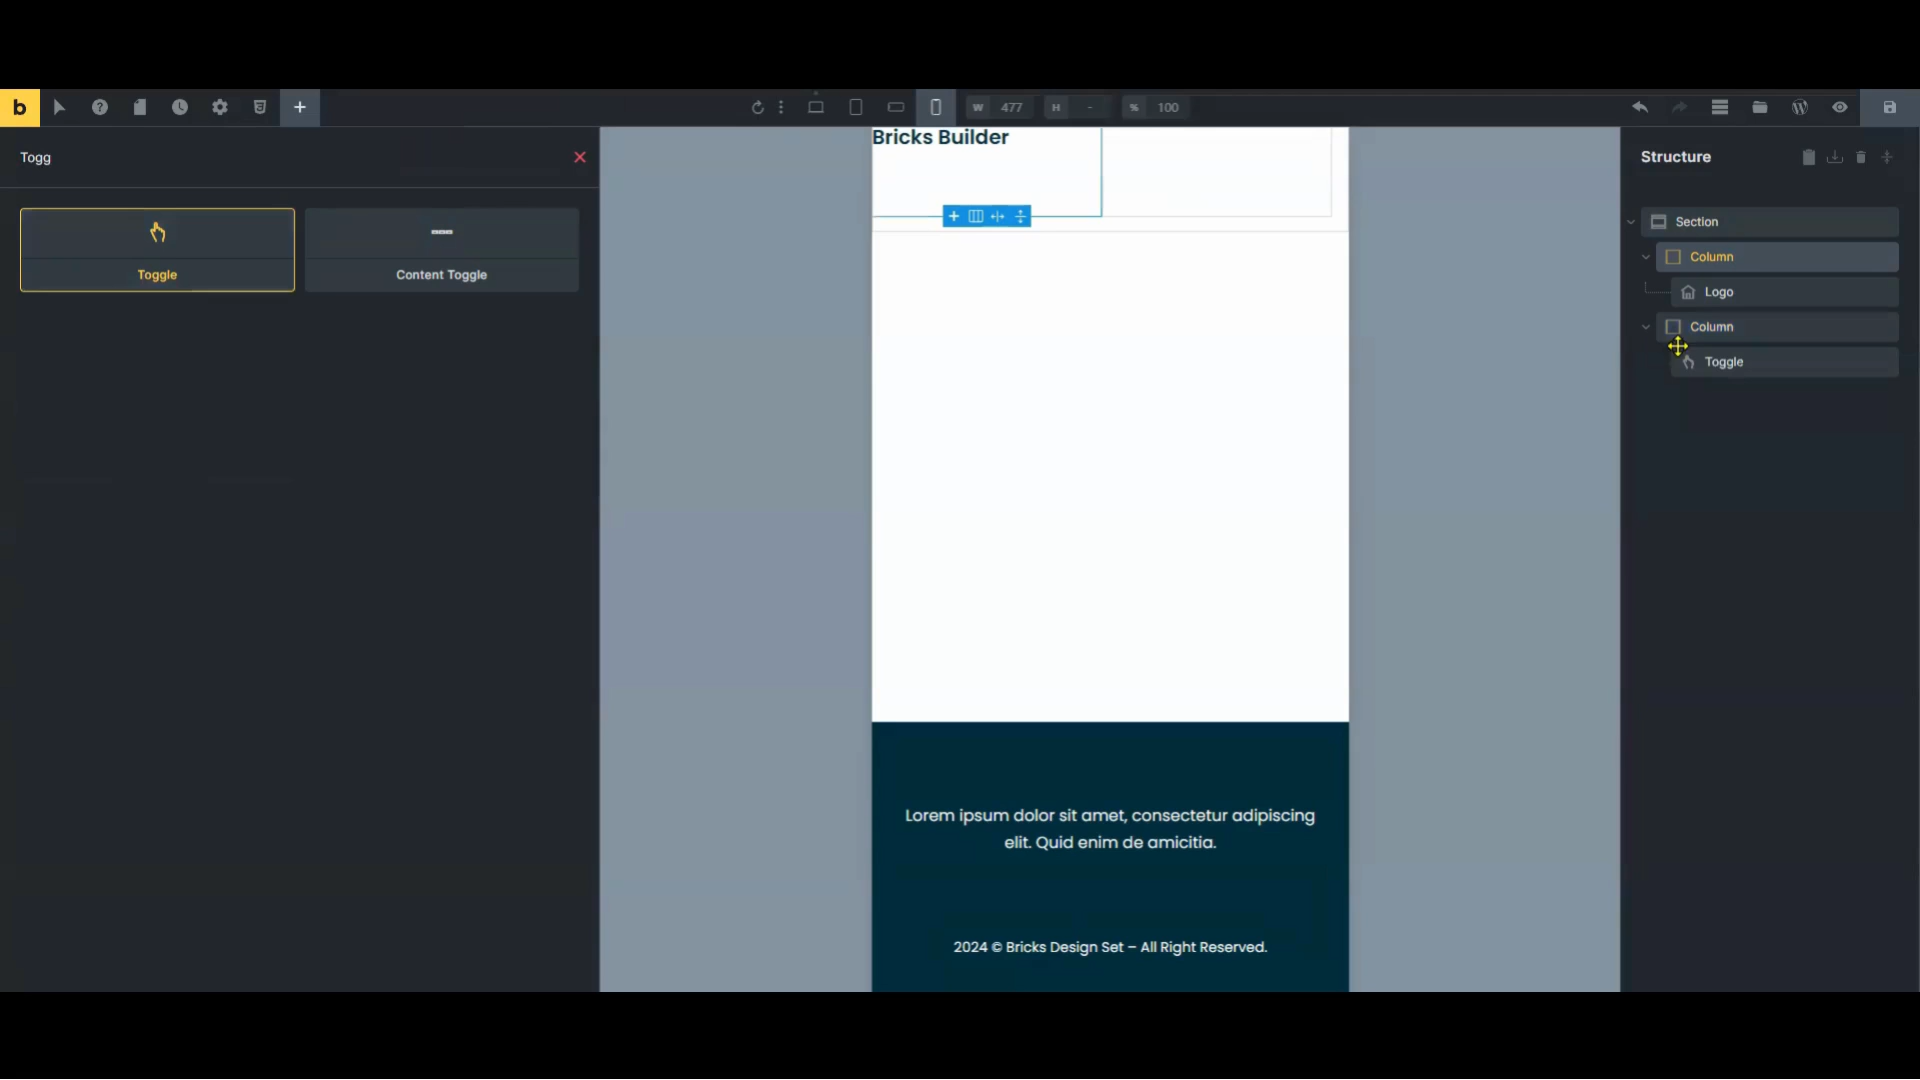 b
W 477 H - % 100
Togg
Toggle
Content Toggle
Bricks Builder
Lorem ipsum dolor sit amet, consectetur adipiscing
elit. Quid enim de amicitia.
2024 © Bricks Design Set – All Right Reserved.
Structure
Section
Column
Logo
Column
Toggle